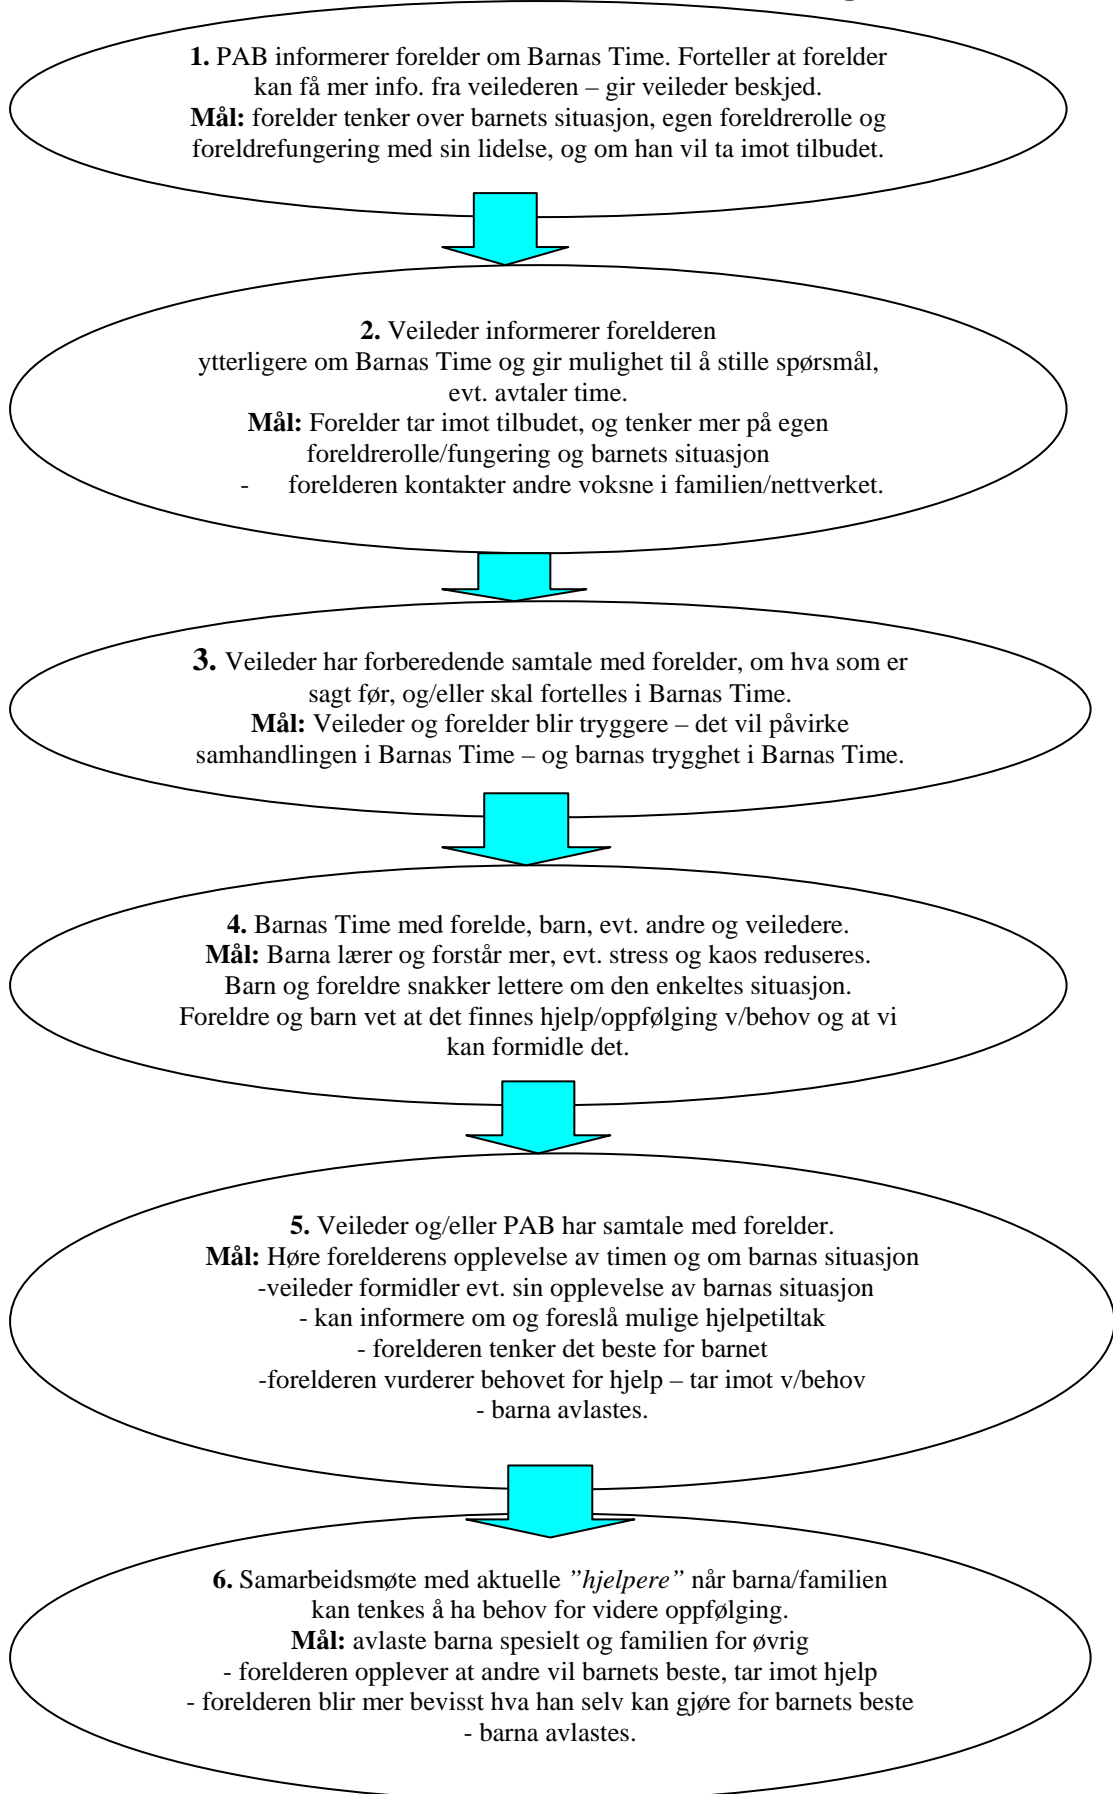 1. PAB informerer forelder om Barnas Time. Forteller at forelder
kan få mer info. fra veilederen – gir veileder beskjed.
Mål: forelder tenker over barnets situasjon, egen foreldrerolle og
foreldrefungering med sin lidelse, og om han vil ta imot tilbudet.
2. Veileder informerer forelderen
ytterligere om Barnas Time og gir mulighet til å stille spørsmål,
evt. avtaler time.
Mål: Forelder tar imot tilbudet, og tenker mer på egen
foreldrerolle/fungering og barnets situasjon
- forelderen kontakter andre voksne i familien/nettverket.
3. Veileder har forberedende samtale med forelder, om hva som er
sagt før, og/eller skal fortelles i Barnas Time.
Mål: Veileder og forelder blir tryggere – det vil påvirke
samhandlingen i Barnas Time – og barnas trygghet i Barnas Time.
4. Barnas Time med forelde, barn, evt. andre og veiledere.
Mål: Barna lærer og forstår mer, evt. stress og kaos reduseres.
Barn og foreldre snakker lettere om den enkeltes situasjon.
Foreldre og barn vet at det finnes hjelp/oppfølging v/behov og at vi
kan formidle det.
5. Veileder og/eller PAB har samtale med forelder.
Mål: Høre forelderens opplevelse av timen og om barnas situasjon
-veileder formidler evt. sin opplevelse av barnas situasjon
- kan informere om og foreslå mulige hjelpetiltak
- forelderen tenker det beste for barnet
-forelderen vurderer behovet for hjelp – tar imot v/behov
- barna avlastes.
6. Samarbeidsmøte med aktuelle ”hjelpere” når barna/familien
kan tenkes å ha behov for videre oppfølging.
Mål: avlaste barna spesielt og familien for øvrig
- forelderen opplever at andre vil barnets beste, tar imot hjelp
- forelderen blir mer bevisst hva han selv kan gjøre for barnets beste
- barna avlastes.